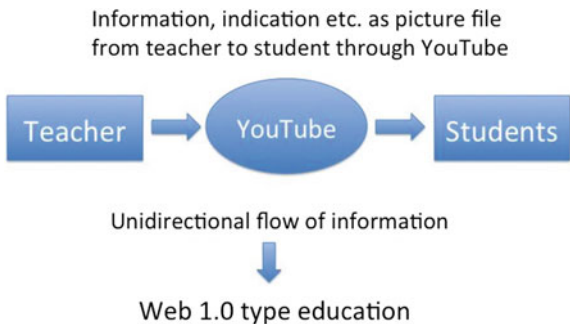 Information, indication etc. as picture file
from teacher to student through YouTube
Teacher
YouTube
Students
Unidirectional flow of information
Web 1.0 type education